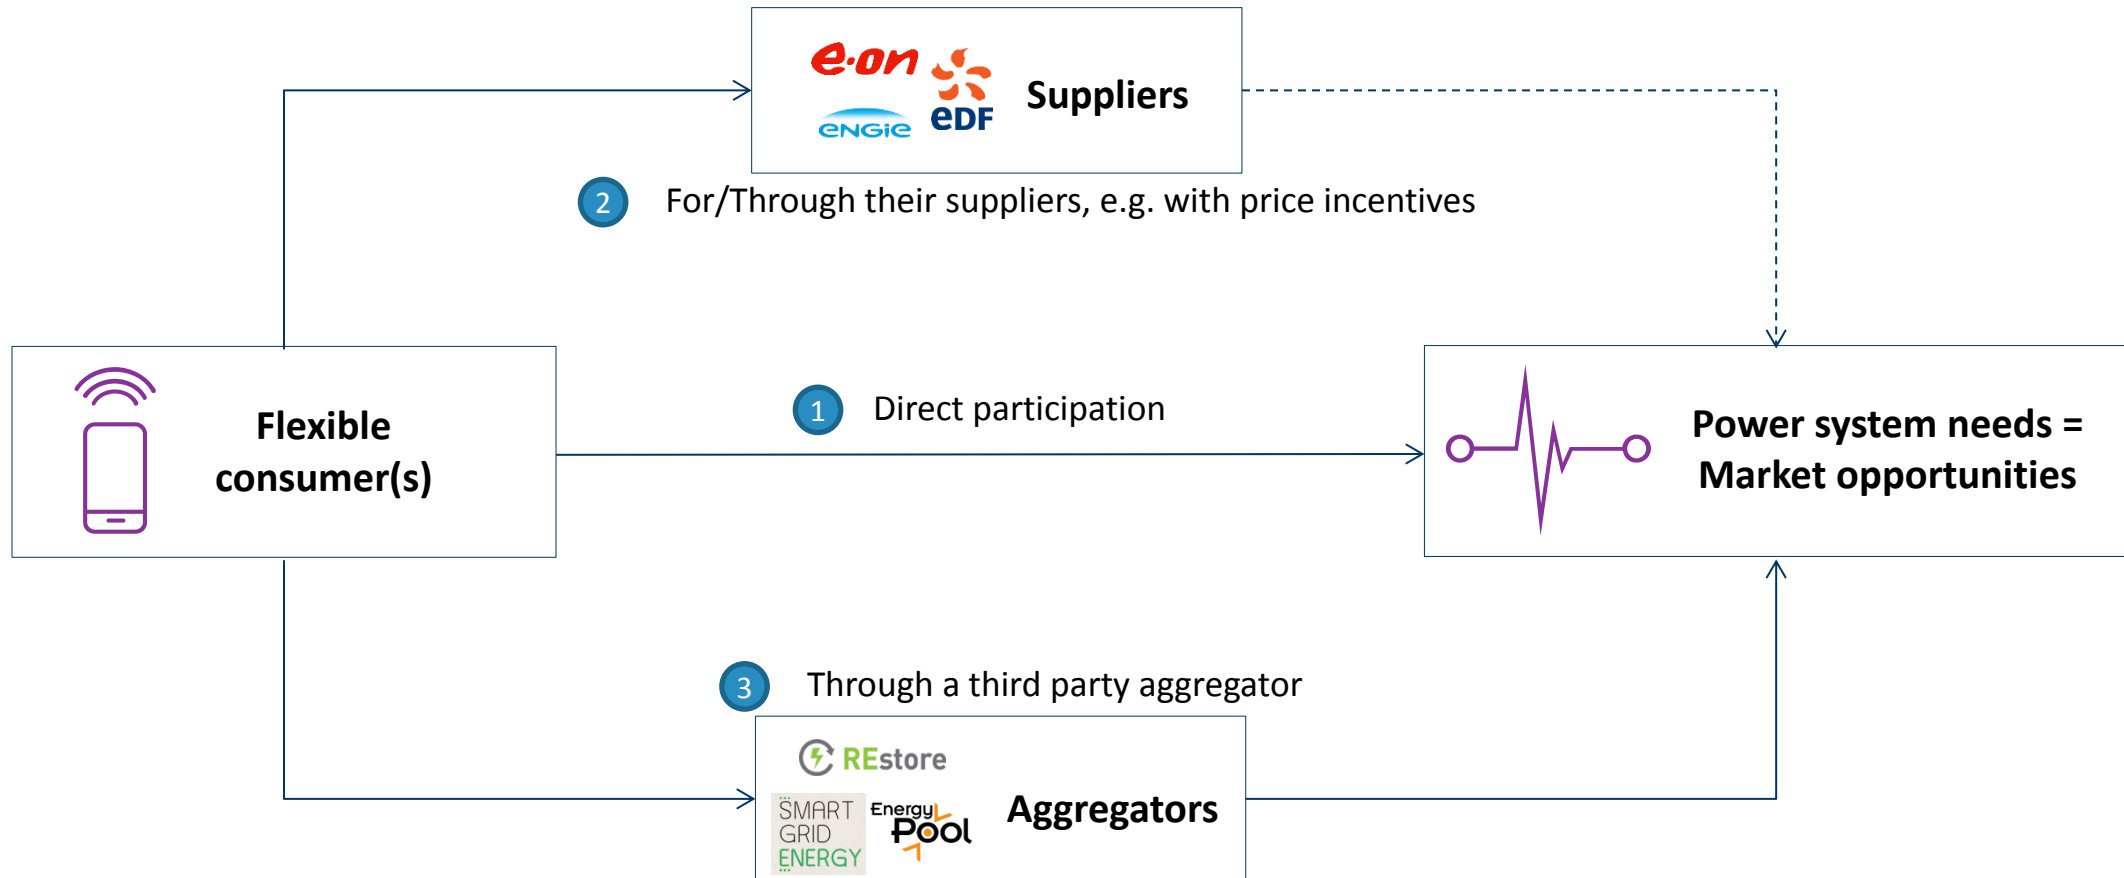 e·on
eDF
ENGIE
Suppliers
2
For/Through their suppliers, e.g. with price incentives
Flexible
consumer(s)
1
Direct participation
Power system needs =
Market opportunities
3
Through a third party aggregator
REstore
SMART
GRID
ENERGY
Energy
Pool
Aggregators